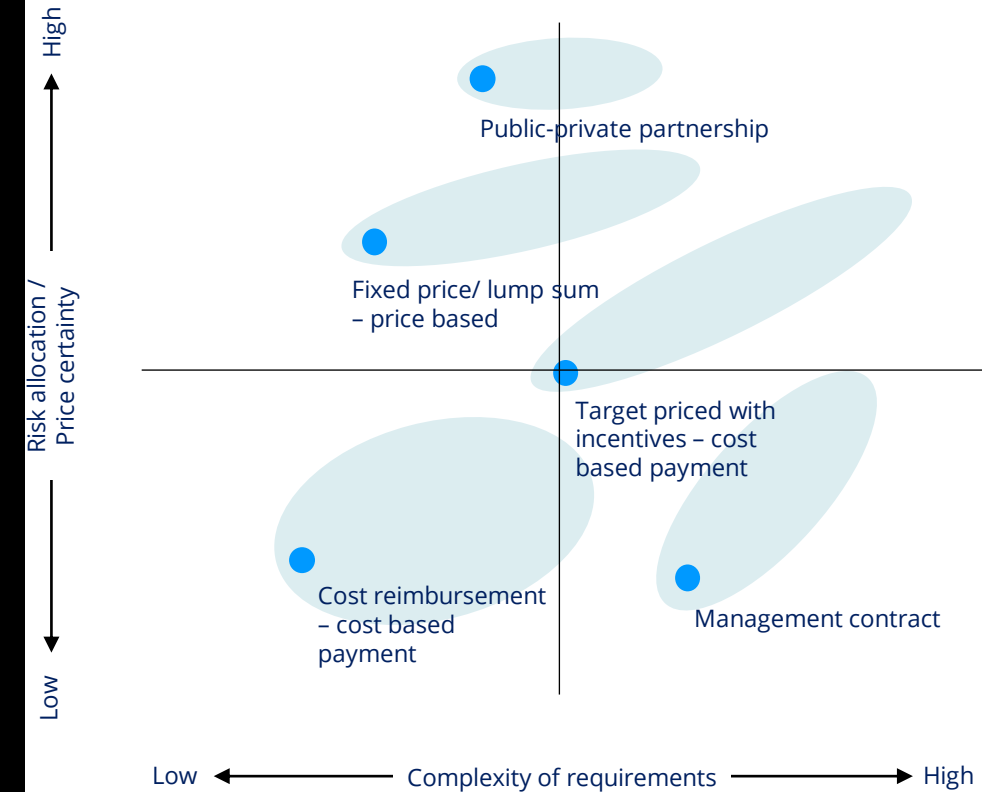 High
Public-private partnership
Fixed price/ lump sum
– price based
Risk allocation /
Price certainty
Target priced with
incentives – cost
based payment
Cost reimbursement
– cost based
payment
Management contract
Low
Low
Complexity of requirements
High